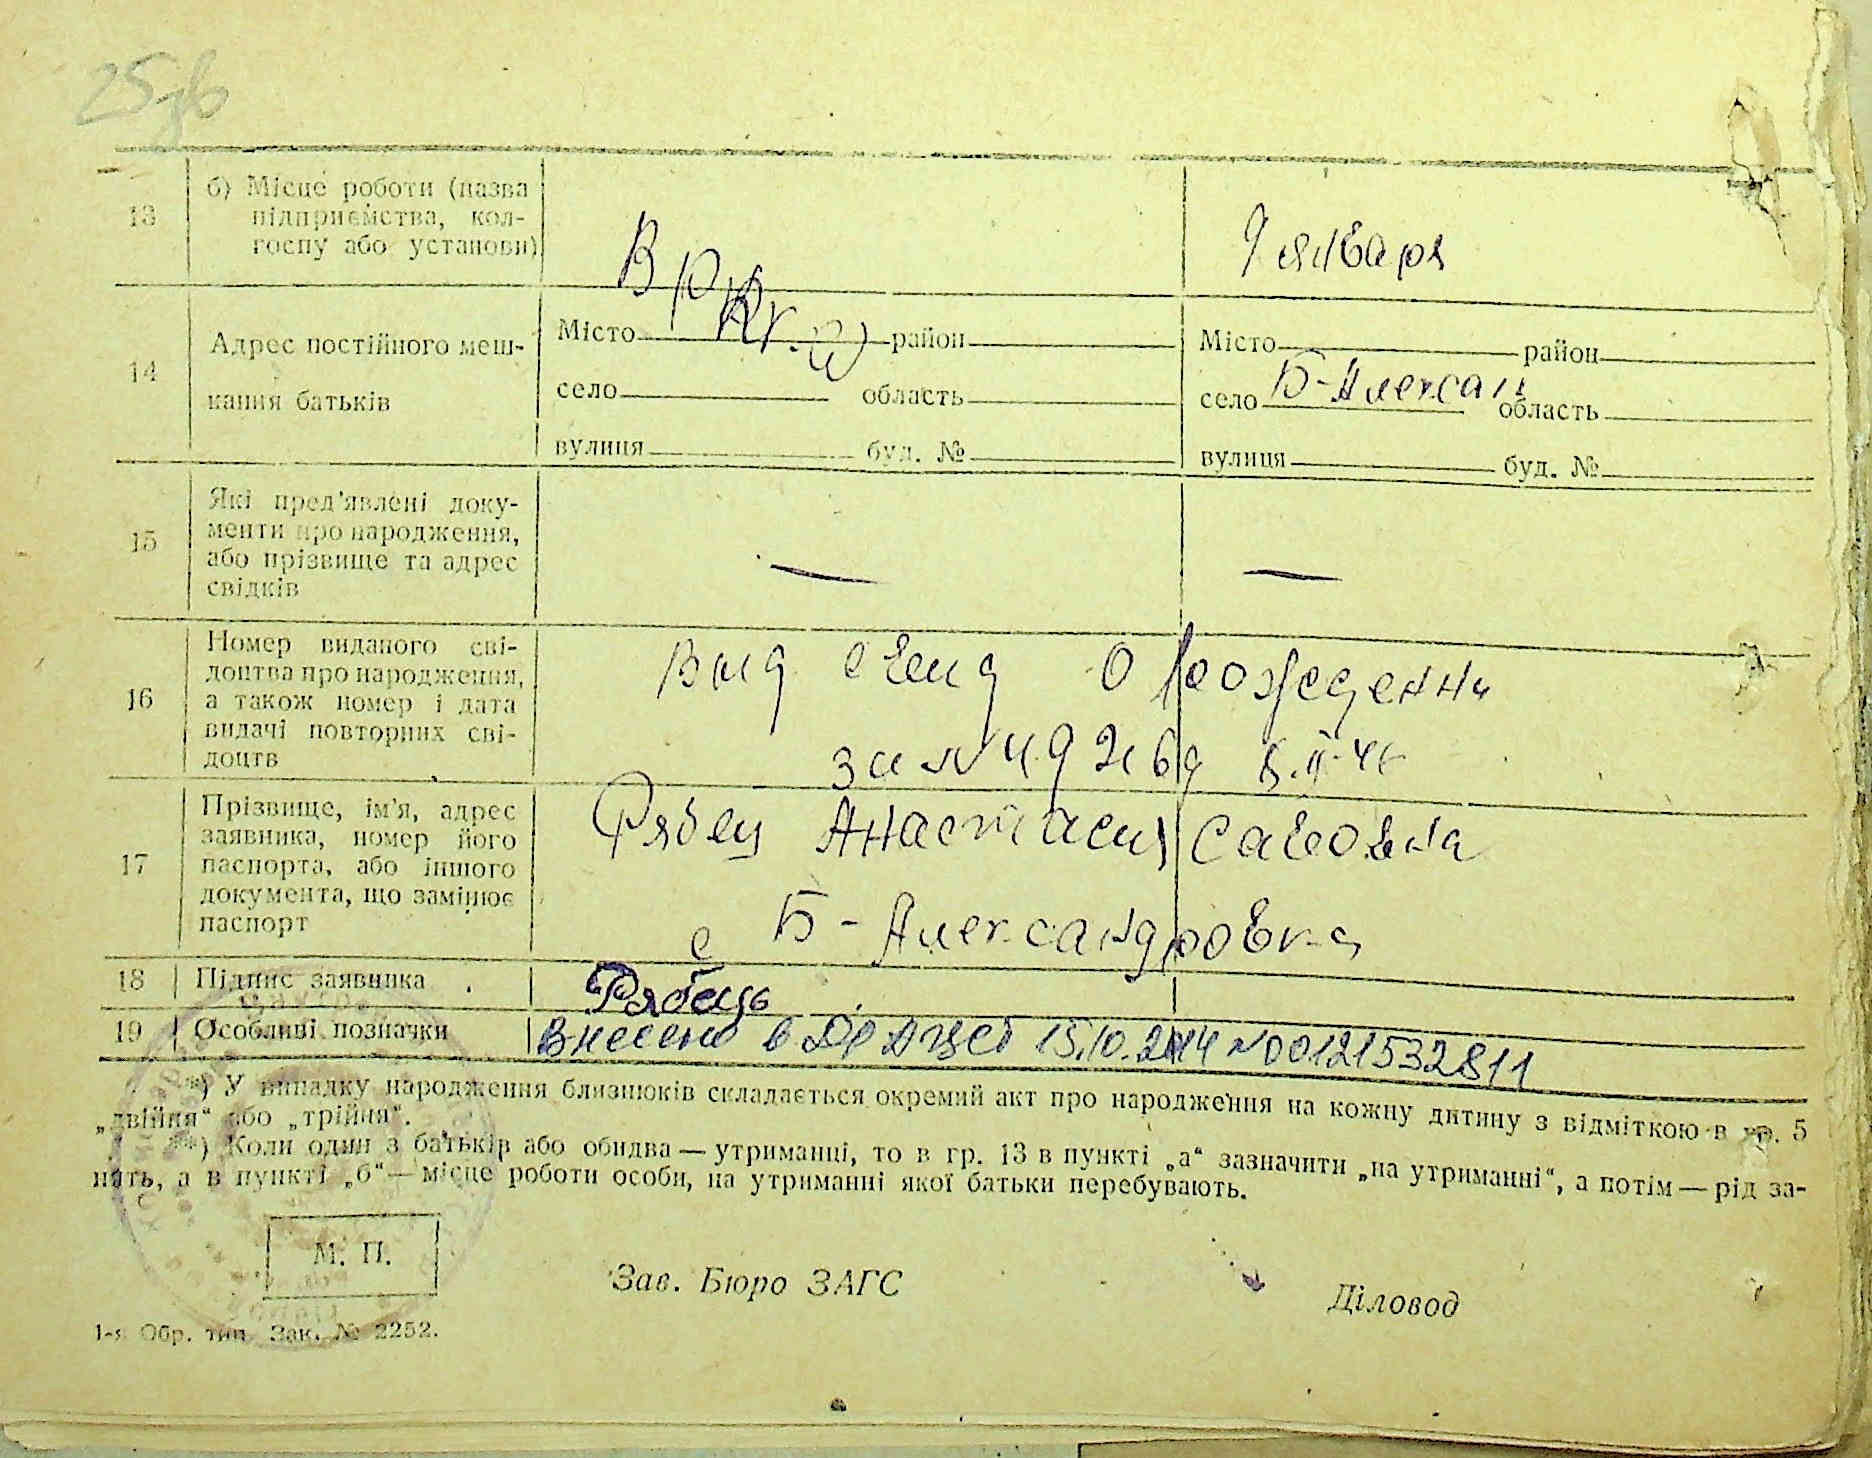 25зв
13
б) Місце роботи (назва
підприємства, кол-
госпу або установи)
9 января
14
Адрес постійного меш-
кання батьків
Місто район
село область
вулиця буд. №
Місто район
село Б-Алексан область
вулиця буд. №
15
Які пред'явлені доку-
менти про народження,
або прізвище та адрес
свідків
— —
16
Номер виданого сві-
доцтва про народження,
а також номер і дата
видачі повторних сві-
доцтв
о рождении
за №
17
Прізвище, ім'я, адрес
заявника, номер його
паспорта, або іншого
документа, що замінює
паспорт
Рябец Анастасия Савовна
с Б-Александровка
18 Підпис заявника
Рябець
19 Особливі позначки
Внесено в ДРАЦСГ 15.10.2014 №00121532811
*) У випадку народження близнюків складається окремий акт про народження на кожну дитину з відміткою в гр. 5
„двійня“ або „трійня“.
**) Коли один з батьків або обидва — утриманці, то в гр. 13 в пункті „а“ зазначити „на утриманні“, а потім — рід за-
нять, а в пункті „б“ — місце роботи особи, на утриманні якої батьки перебувають.
М. П.
Зав. Бюро ЗАГС
Діловод
1-я Обр. тип. Зак. № 2252.